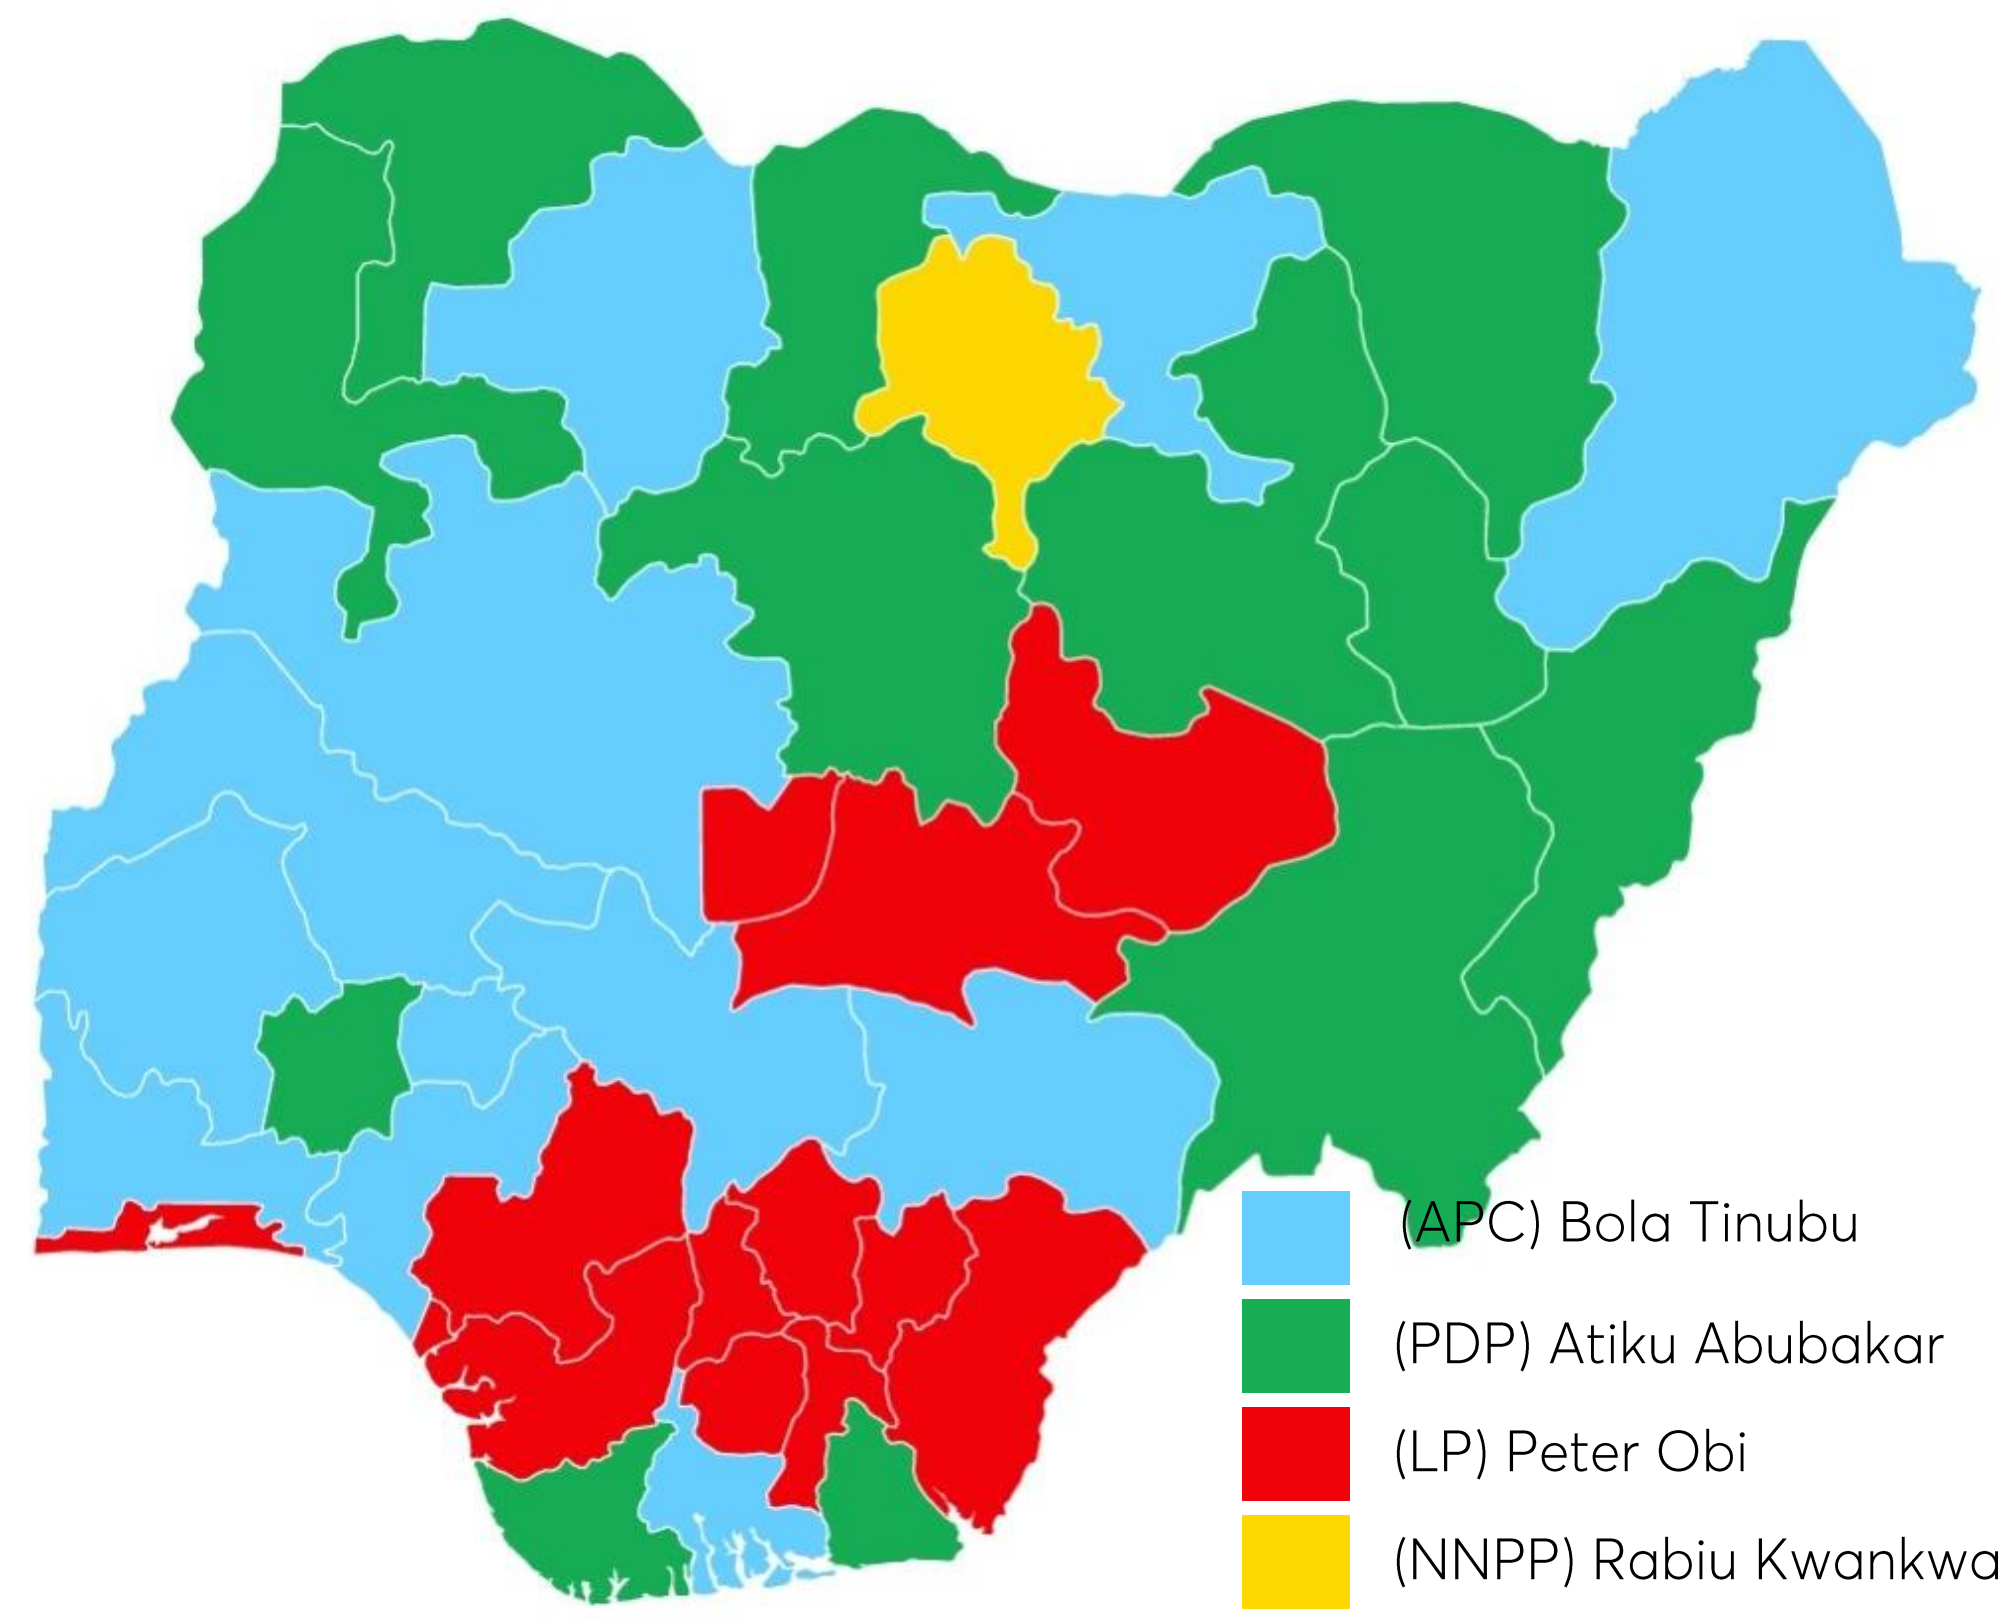 (APC) Bola Tinubu
(PDP) Atiku Abubakar
(LP) Peter Obi
(NNPP) Rabiu Kwankwa